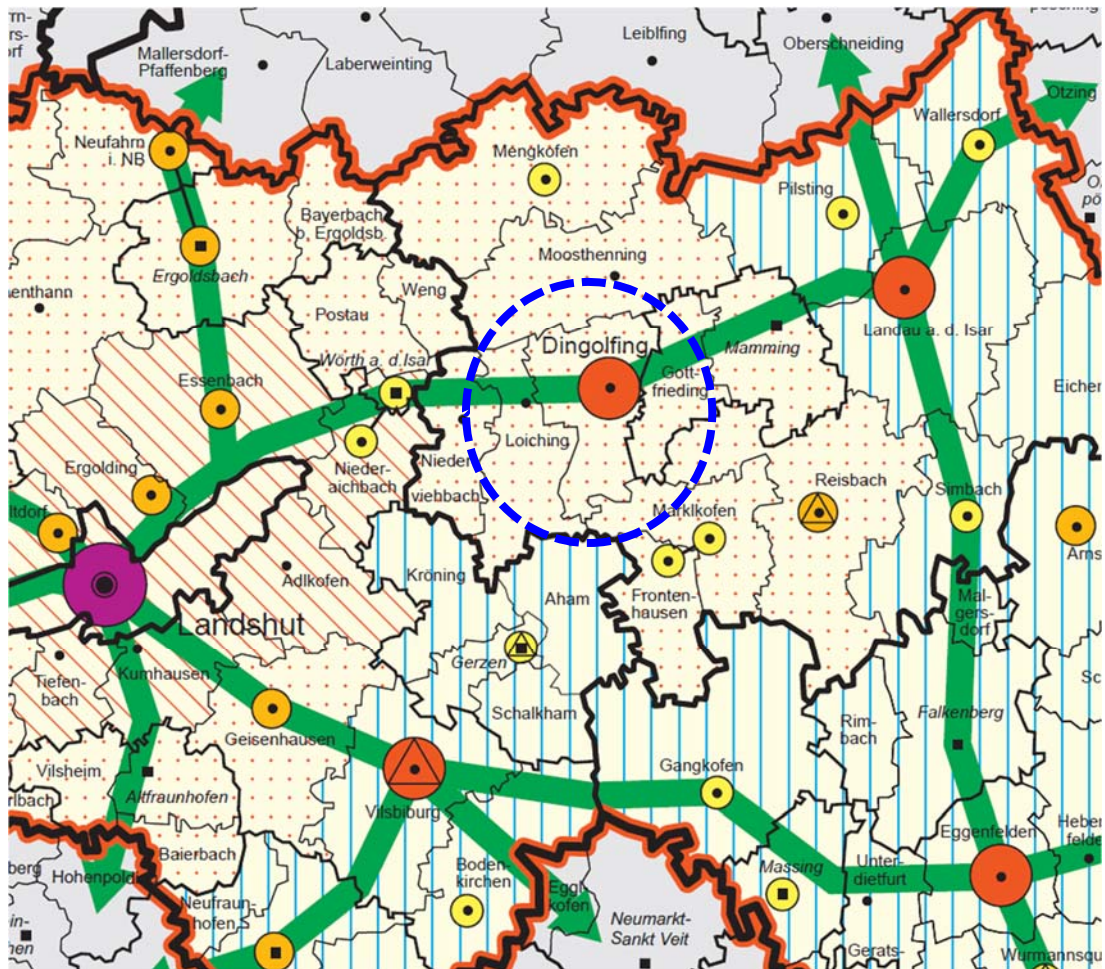 Mallersdorf-
Pfaffenberg
Laberweinting
Leiblfing
Oberschneiding
Otzing
Wallersdorf
Neufahrn
i. NB
Mengkofen
Pilsting
Bayerbach
b. Ergoldsb.
Ergoldsbach
Moosthenning
Weng
Postau
Wörth a. d. Isar
Dingolfing
Mamming
Landau a. d. Isar
Gott-
frieding
Essenbach
Loiching
Ergolding
Nieder-
aichbach
Nieder
viehbach
Reisbach
Simbach
Marklkofen
Adlkofen
Kröning
Aham
Fronten-
hausen
Mal-
gers-
dorf
Landshut
Gerzen
Kumhausen
Tiefen-
bach
Schalkham
Geisenhausen
Rim-
bach
Falkenberg
Vilsheim
Altfraunhofen
Gangkofen
Vilsbiburg
Eggenfelden
Baierbach
Boden-
kirchen
Massing
Unter-
dietfurt
Neufraun-
hofen
Eggl-
kofen
Neumarkt-
Sankt Veit
Gerats-